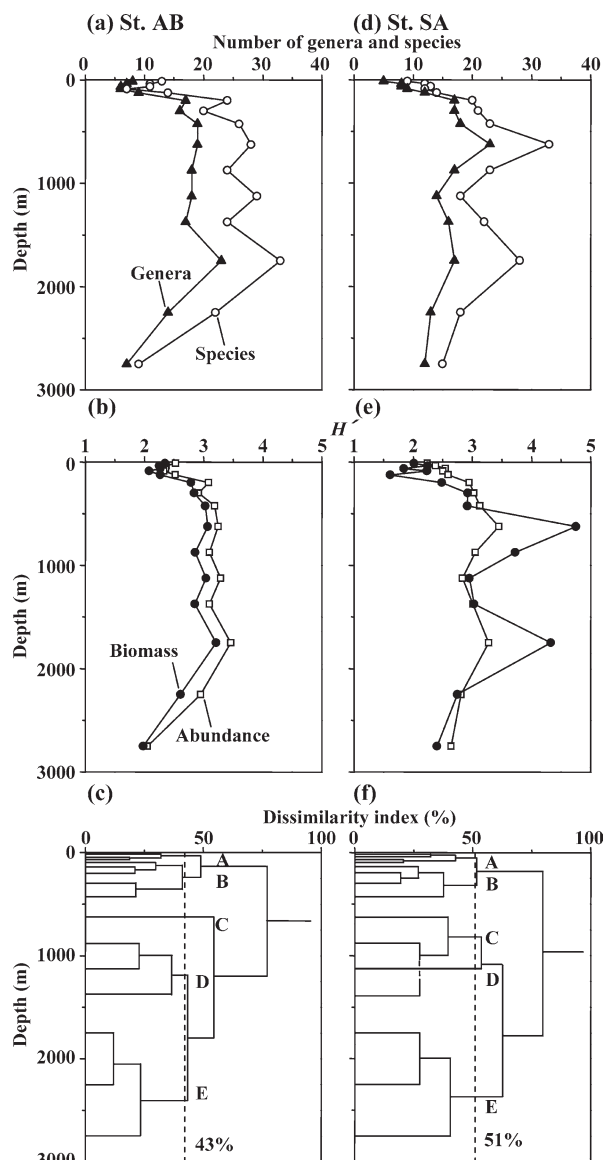 (a) St. AB
(d) St. SA
Number of genera and species
0 10 20 30 40
0 10 20 30 40
0
1000
2000
3000
Depth (m)
Genera
Species
(b)
(e)
H´
1 2 3 4 5
1 2 3 4 5
0
1000
2000
3000
Depth (m)
Biomass
Abundance
(c)
(f)
Dissimilarity index (%)
0 50 100
0 50 100
0
1000
2000
3000
Depth (m)
A
B
C
D
E
43%
A
B
C
D
E
51%